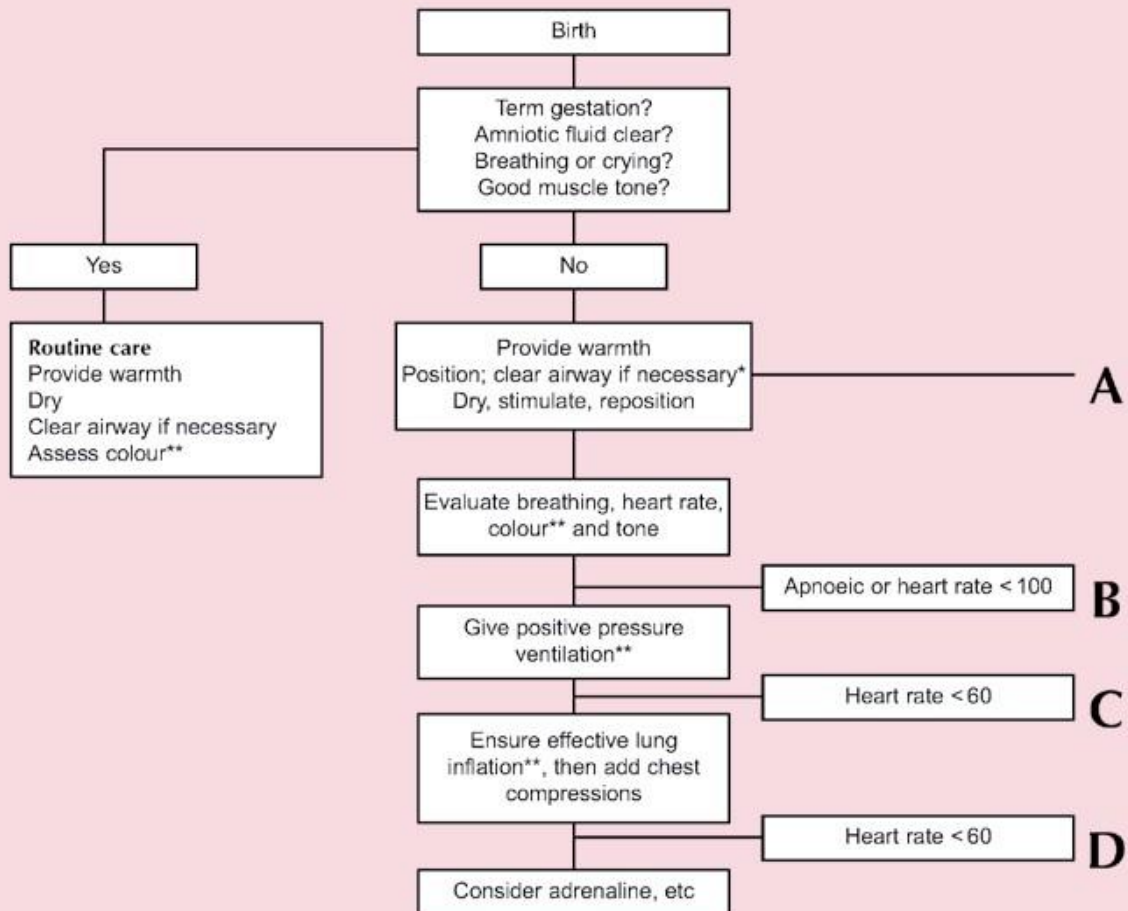 Birth
Term gestation?
Amniotic fluid clear?
Breathing or crying?
Good muscle tone?
Yes
No
Routine care
Provide warmth
Dry
Clear airway if necessary
Assess colour**
Provide warmth
Position; clear airway if necessary*
Dry, stimulate, reposition
A
Evaluate breathing, heart rate,
colour** and tone
Apnoeic or heart rate < 100
B
Give positive pressure
ventilation**
Heart rate < 60
C
Ensure effective lung
inflation**, then add chest
compressions
Heart rate < 60
D
Consider adrenaline, etc